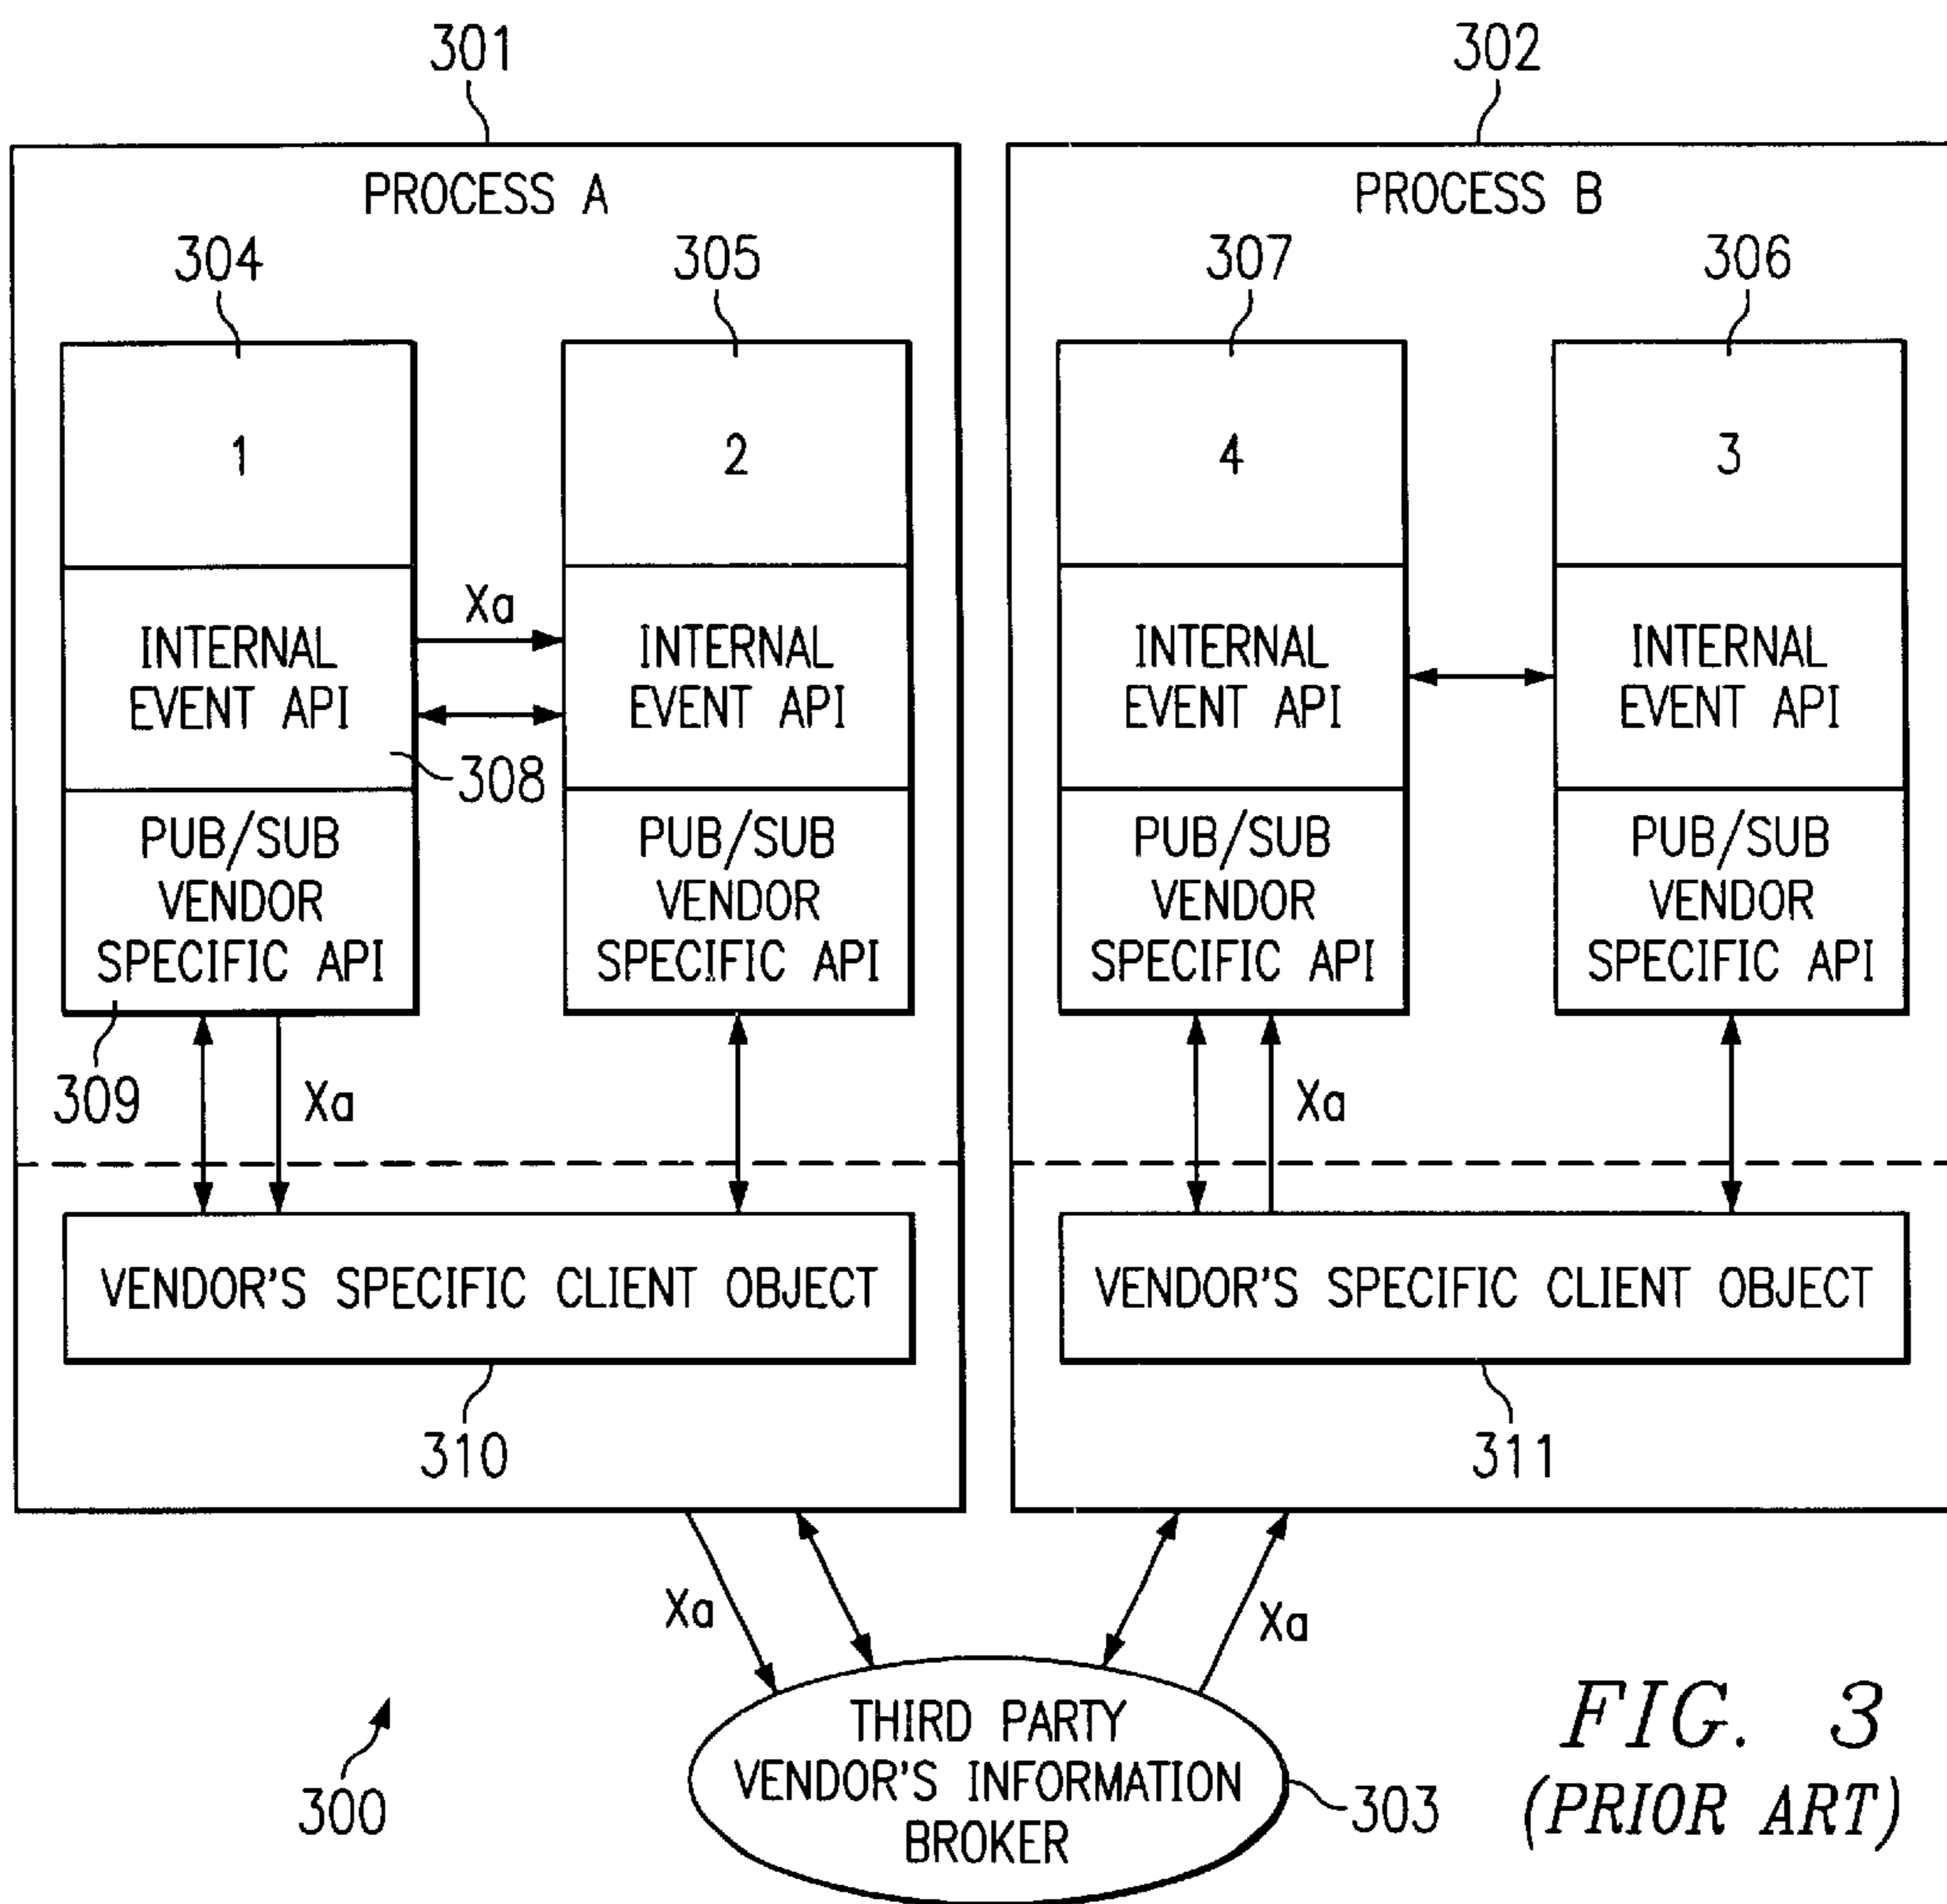 301
302
PROCESS A
PROCESS B
304
305
307
306
1
2
4
3
INTERNAL
EVENT API
Xa
INTERNAL
EVENT API
INTERNAL
EVENT API
INTERNAL
EVENT API
308
PUB/SUB
VENDOR
SPECIFIC API
PUB/SUB
VENDOR
SPECIFIC API
PUB/SUB
VENDOR
SPECIFIC API
PUB/SUB
VENDOR
SPECIFIC API
309
Xa
Xa
VENDOR'S SPECIFIC CLIENT OBJECT
VENDOR'S SPECIFIC CLIENT OBJECT
310
311
Xa
Xa
THIRD PARTY
VENDOR'S INFORMATION
BROKER
303
300
FIG. 3
(PRIOR ART)